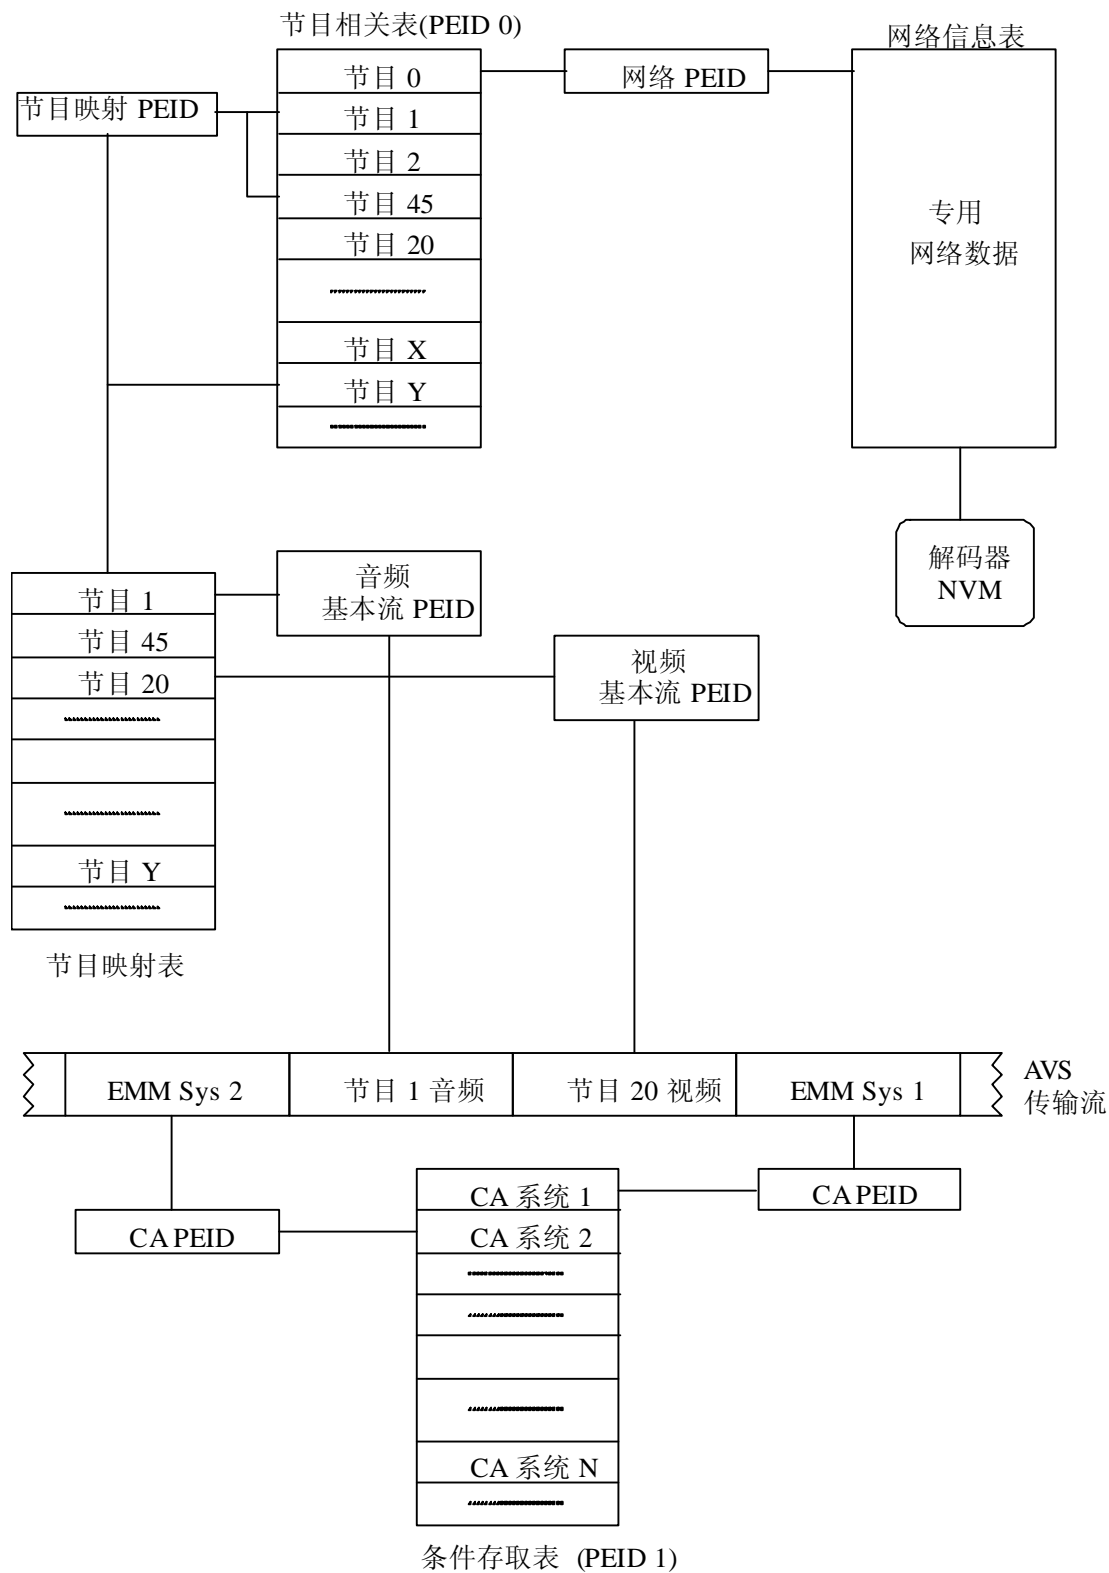 节目相关表(PEID 0)
网络信息表
节目 0
网络 PEID
节目映射 PEID
节目 1
节目 2
节目 45
节目 20
节目 X
节目 Y
专用
网络数据
解码器
NVM
音频
基本流 PEID
节目 1
节目 45
节目 20
视频
基本流 PEID
节目 Y
节目映射表
EMM Sys 2
节目 1 音频
节目 20 视频
EMM Sys 1
AVS
传输流
CA 系统 1
CA PEID
CA PEID
CA 系统 2
CA 系统 N
条件存取表 (PEID 1)